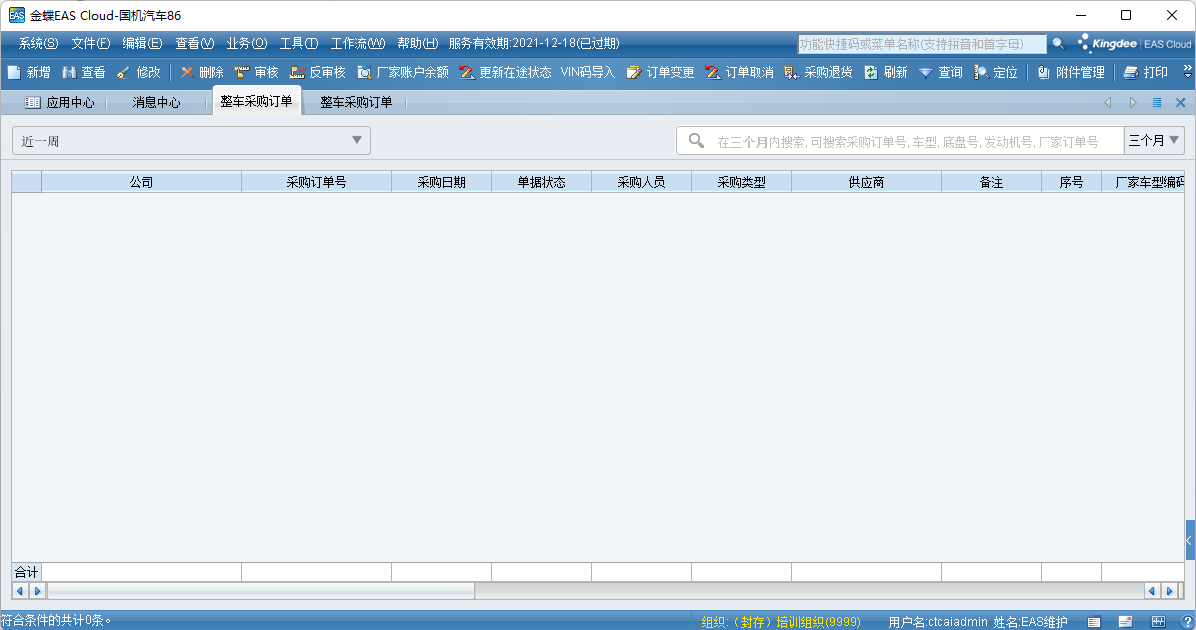 金蝶EAS Cloud-国机汽车86
系统(S) 文件(F) 编辑(E) 查看(V) 业务(O) 工具(T) 工作流(W) 帮助(H) 服务有效期:2021-12-18(已过期) 功能快捷码或菜单名称(支持拼音和首字母) Kingdee EAS Cloud
新增 查看 修改 删除 审核 反审核 厂家账户余额 更新在途状态 VIN码导入 订单变更 订单取消 采购退货 刷新 查询 定位 附件管理 打印
应用中心 消息中心 整车采购订单 整车采购订单
近一周 在三个月内搜索, 可搜索采购订单号, 车型, 底盘号, 发动机号, 厂家订单号 三个月
公司 采购订单号 采购日期 单据状态 采购人员 采购类型 供应商 备注 序号 厂家车型编码
合计
符合条件的共计0条。 组织:（封存）培训组织(9999) 用户名:ctcaiadmin 姓名:EAS维护